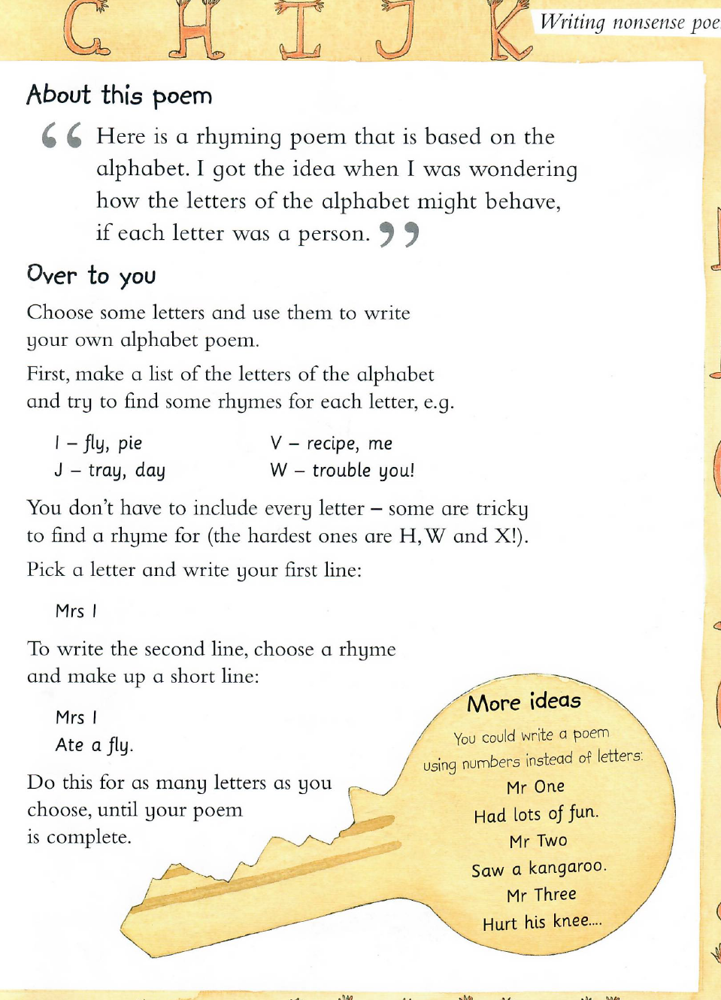 G H I J K
Writing nonsense
About this poem
“ Here is a rhyming poem that is based on the
alphabet. I got the idea when I was wondering
how the letters of the alphabet might behave,
if each letter was a person. ”
Over to you
Choose some letters and use them to write
your own alphabet poem.
First, make a list of the letters of the alphabet
and try to find some rhymes for each letter, e.g.
I – fly, pie
V – recipe, me
J – tray, day
W – trouble you!
You don't have to include every letter – some are tricky
to find a rhyme for (the hardest ones are H, W and X!).
Pick a letter and write your first line:
Mrs I
To write the second line, choose a rhyme
and make up a short line:
Mrs I
Ate a fly.
Do this for as many letters as you
choose, until your poem
is complete.
More ideas
You could write a poem
using numbers instead of letters:
Mr One
Had lots of fun.
Mr Two
Saw a kangaroo.
Mr Three
Hurt his knee....